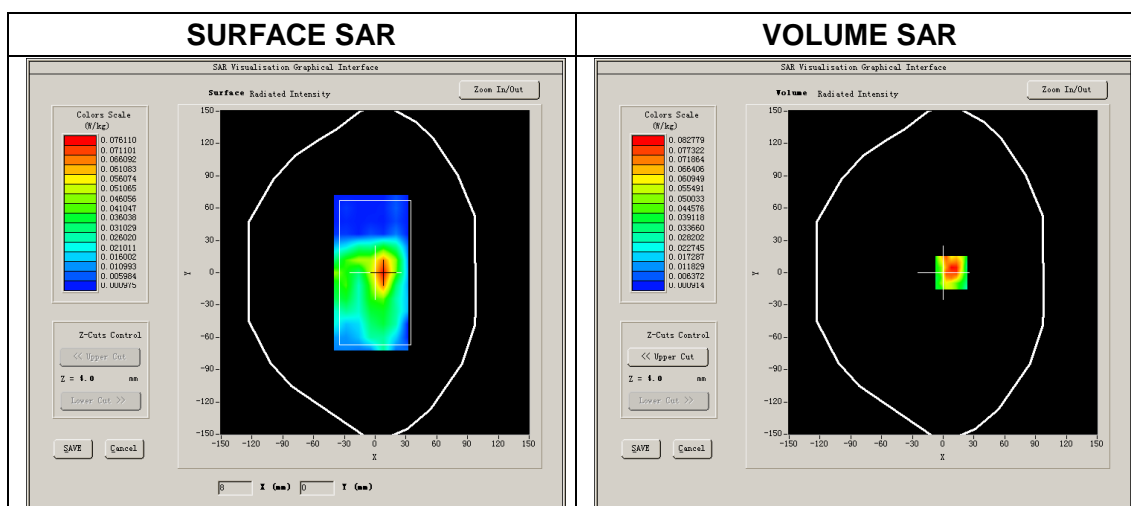 SURFACE SAR
SAR Visualisation Graphical Interface
Surface Radiated Intensity
Zoom In/Out
Colors Scale
(W/kg)
0.076110
0.071101
0.066092
0.061083
0.056074
0.051065
0.046056
0.041047
0.036038
0.031029
0.026020
0.021011
0.016002
0.010993
0.005984
0.000975
Z-Cuts Control
<< Upper Cut
Z = 4.0 mm
Lower Cut >>
SAVE Cancel
150
120
90
60
30
0
-30
-60
-90
-120
-150
Y
-150 -120 -90 -60 -30 0 30 60 90 120 150
X
8 X (mm) 0 Y (mm)
VOLUME SAR
SAR Visualisation Graphical Interface
Volume Radiated Intensity
Zoom In/Out
Colors Scale
(W/kg)
0.082779
0.077322
0.071864
0.066406
0.060949
0.055491
0.050033
0.044576
0.039118
0.033660
0.028202
0.022745
0.017287
0.011829
0.006372
0.000914
Z-Cuts Control
<< Upper Cut
Z = 4.0 mm
Lower Cut >>
SAVE Cancel
150
120
90
60
30
0
-30
-60
-90
-120
-150
Y
-150 -120 -90 -60 -30 0 30 60 90 120 150
X